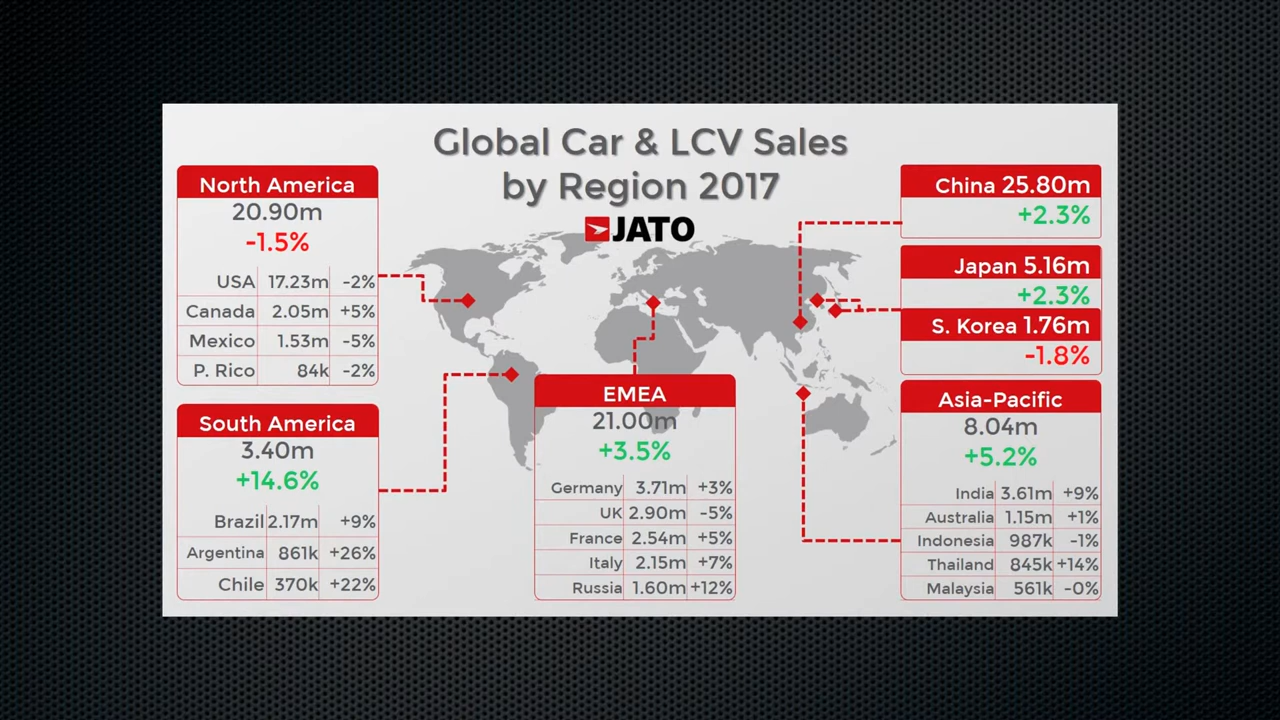 Global Car & LCV Sales
by Region 2017
JATO
North America
20.90m
-1.5%
USA 17.23m -2%
Canada 2.05m +5%
Mexico 1.53m -5%
P. Rico 84k -2%
South America
3.40m
+14.6%
Brazil 2.17m +9%
Argentina 861k +26%
Chile 370k +22%
EMEA
21.00m
+3.5%
Germany 3.71m +3%
UK 2.90m -5%
France 2.54m +5%
Italy 2.15m +7%
Russia 1.60m +12%
China 25.80m
+2.3%
Japan 5.16m
+2.3%
S. Korea 1.76m
-1.8%
Asia-Pacific
8.04m
+5.2%
India 3.61m +9%
Australia 1.15m +1%
Indonesia 987k -1%
Thailand 845k +14%
Malaysia 561k -0%